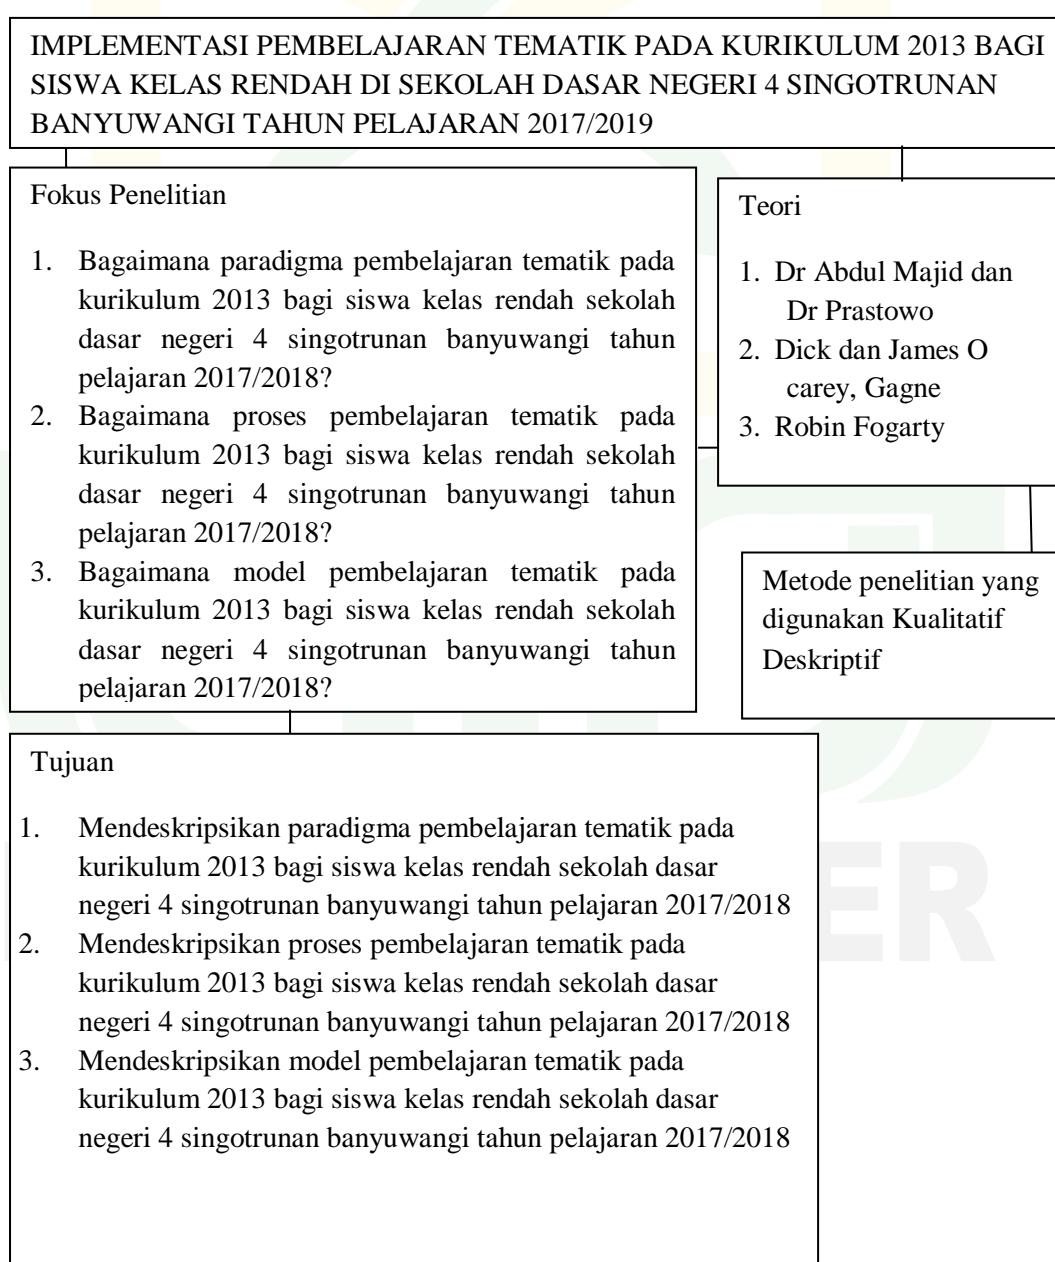 IMPLEMENTASI PEMBELAJARAN TEMATIK PADA KURIKULUM 2013 BAGI
SISWA KELAS RENDAH DI SEKOLAH DASAR NEGERI 4 SINGOTRUNAN
BANYUWANGI TAHUN PELAJARAN 2017/2019
Fokus Penelitian
1. Bagaimana paradigma pembelajaran tematik pada
kurikulum 2013 bagi siswa kelas rendah sekolah
dasar negeri 4 singotrunan banyuwangi tahun
pelajaran 2017/2018?
2. Bagaimana proses pembelajaran tematik pada
kurikulum 2013 bagi siswa kelas rendah sekolah
dasar negeri 4 singotrunan banyuwangi tahun
pelajaran 2017/2018?
3. Bagaimana model pembelajaran tematik pada
kurikulum 2013 bagi siswa kelas rendah sekolah
dasar negeri 4 singotrunan banyuwangi tahun
pelajaran 2017/2018?
Teori
1. Dr Abdul Majid dan
Dr Prastowo
2. Dick dan James O
carey, Gagne
3. Robin Fogarty
Metode penelitian yang
digunakan Kualitatif
Deskriptif
Tujuan
1. Mendeskripsikan paradigma pembelajaran tematik pada
kurikulum 2013 bagi siswa kelas rendah sekolah dasar
negeri 4 singotrunan banyuwangi tahun pelajaran 2017/2018
2. Mendeskripsikan proses pembelajaran tematik pada
kurikulum 2013 bagi siswa kelas rendah sekolah dasar
negeri 4 singotrunan banyuwangi tahun pelajaran 2017/2018
3. Mendeskripsikan model pembelajaran tematik pada
kurikulum 2013 bagi siswa kelas rendah sekolah dasar
negeri 4 singotrunan banyuwangi tahun pelajaran 2017/2018
ER